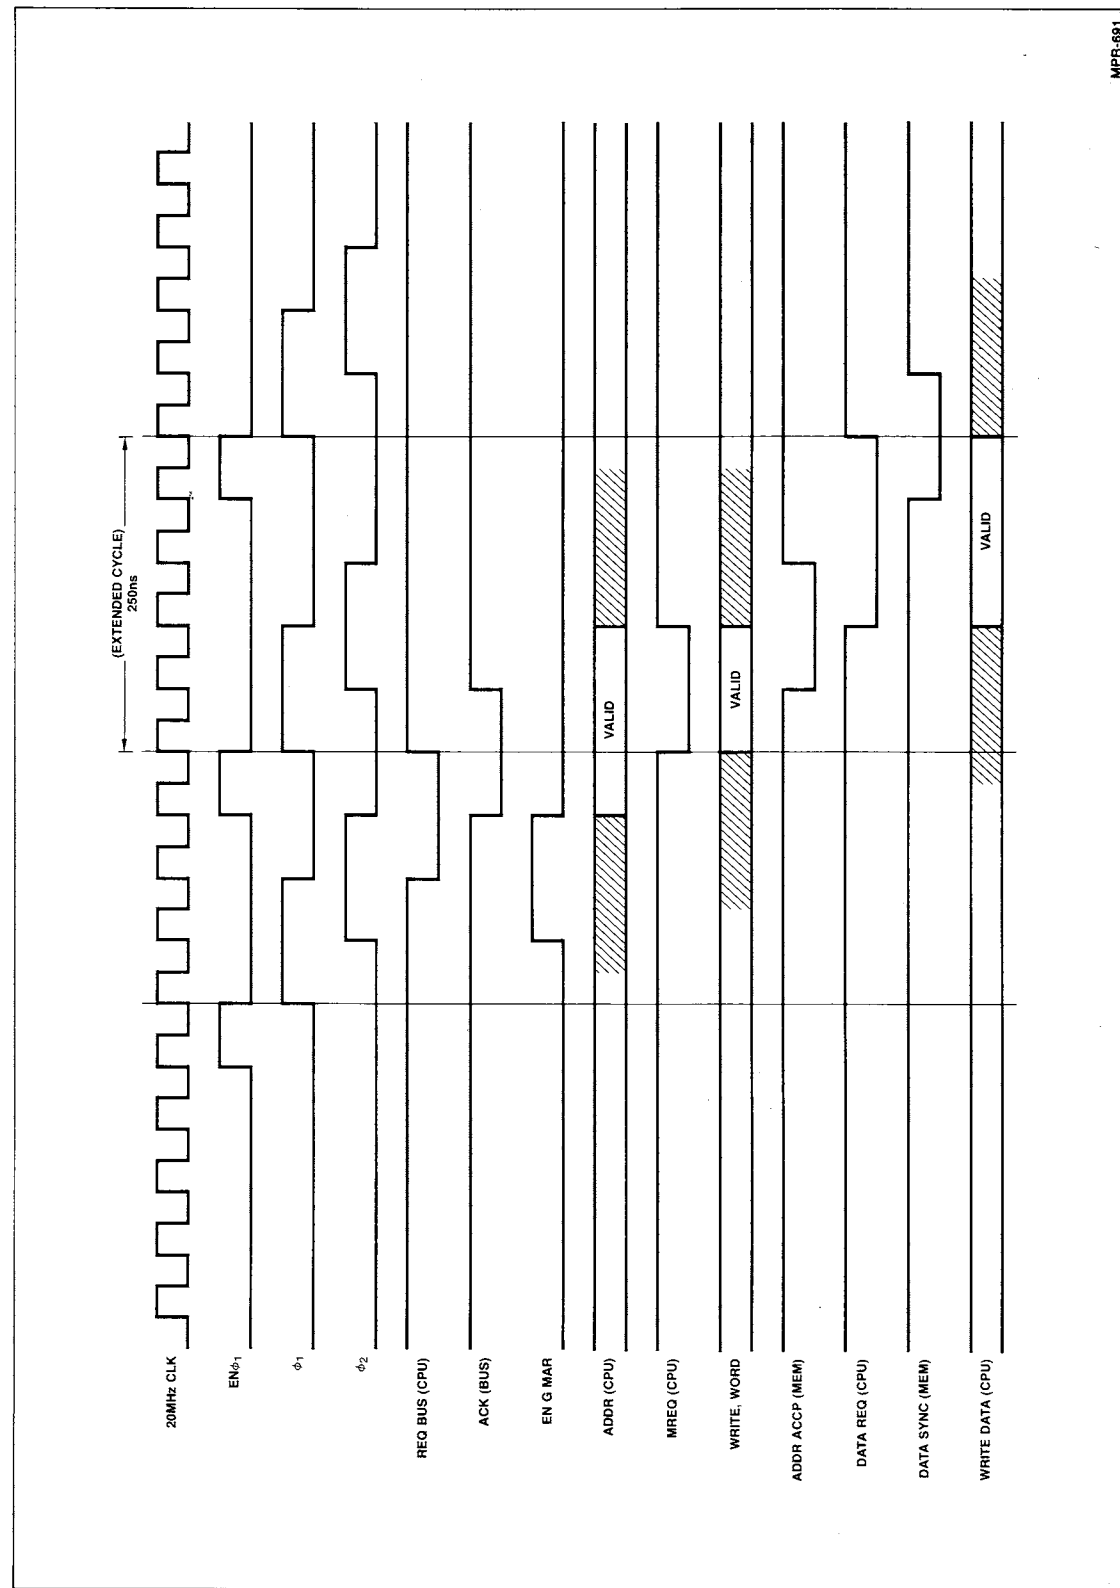 (EXTENDED CYCLE)
250ns
20MHz CLK
ENϕ1
ϕ1
ϕ2
REQ BUS (CPU)
ACK (BUS)
EN G MAR
ADDR (CPU)
VALID
MREQ (CPU)
WRITE, WORD
VALID
ADDR ACCP (MEM)
DATA REQ (CPU)
DATA SYNC (MEM)
WRITE DATA (CPU)
VALID
MPR-691